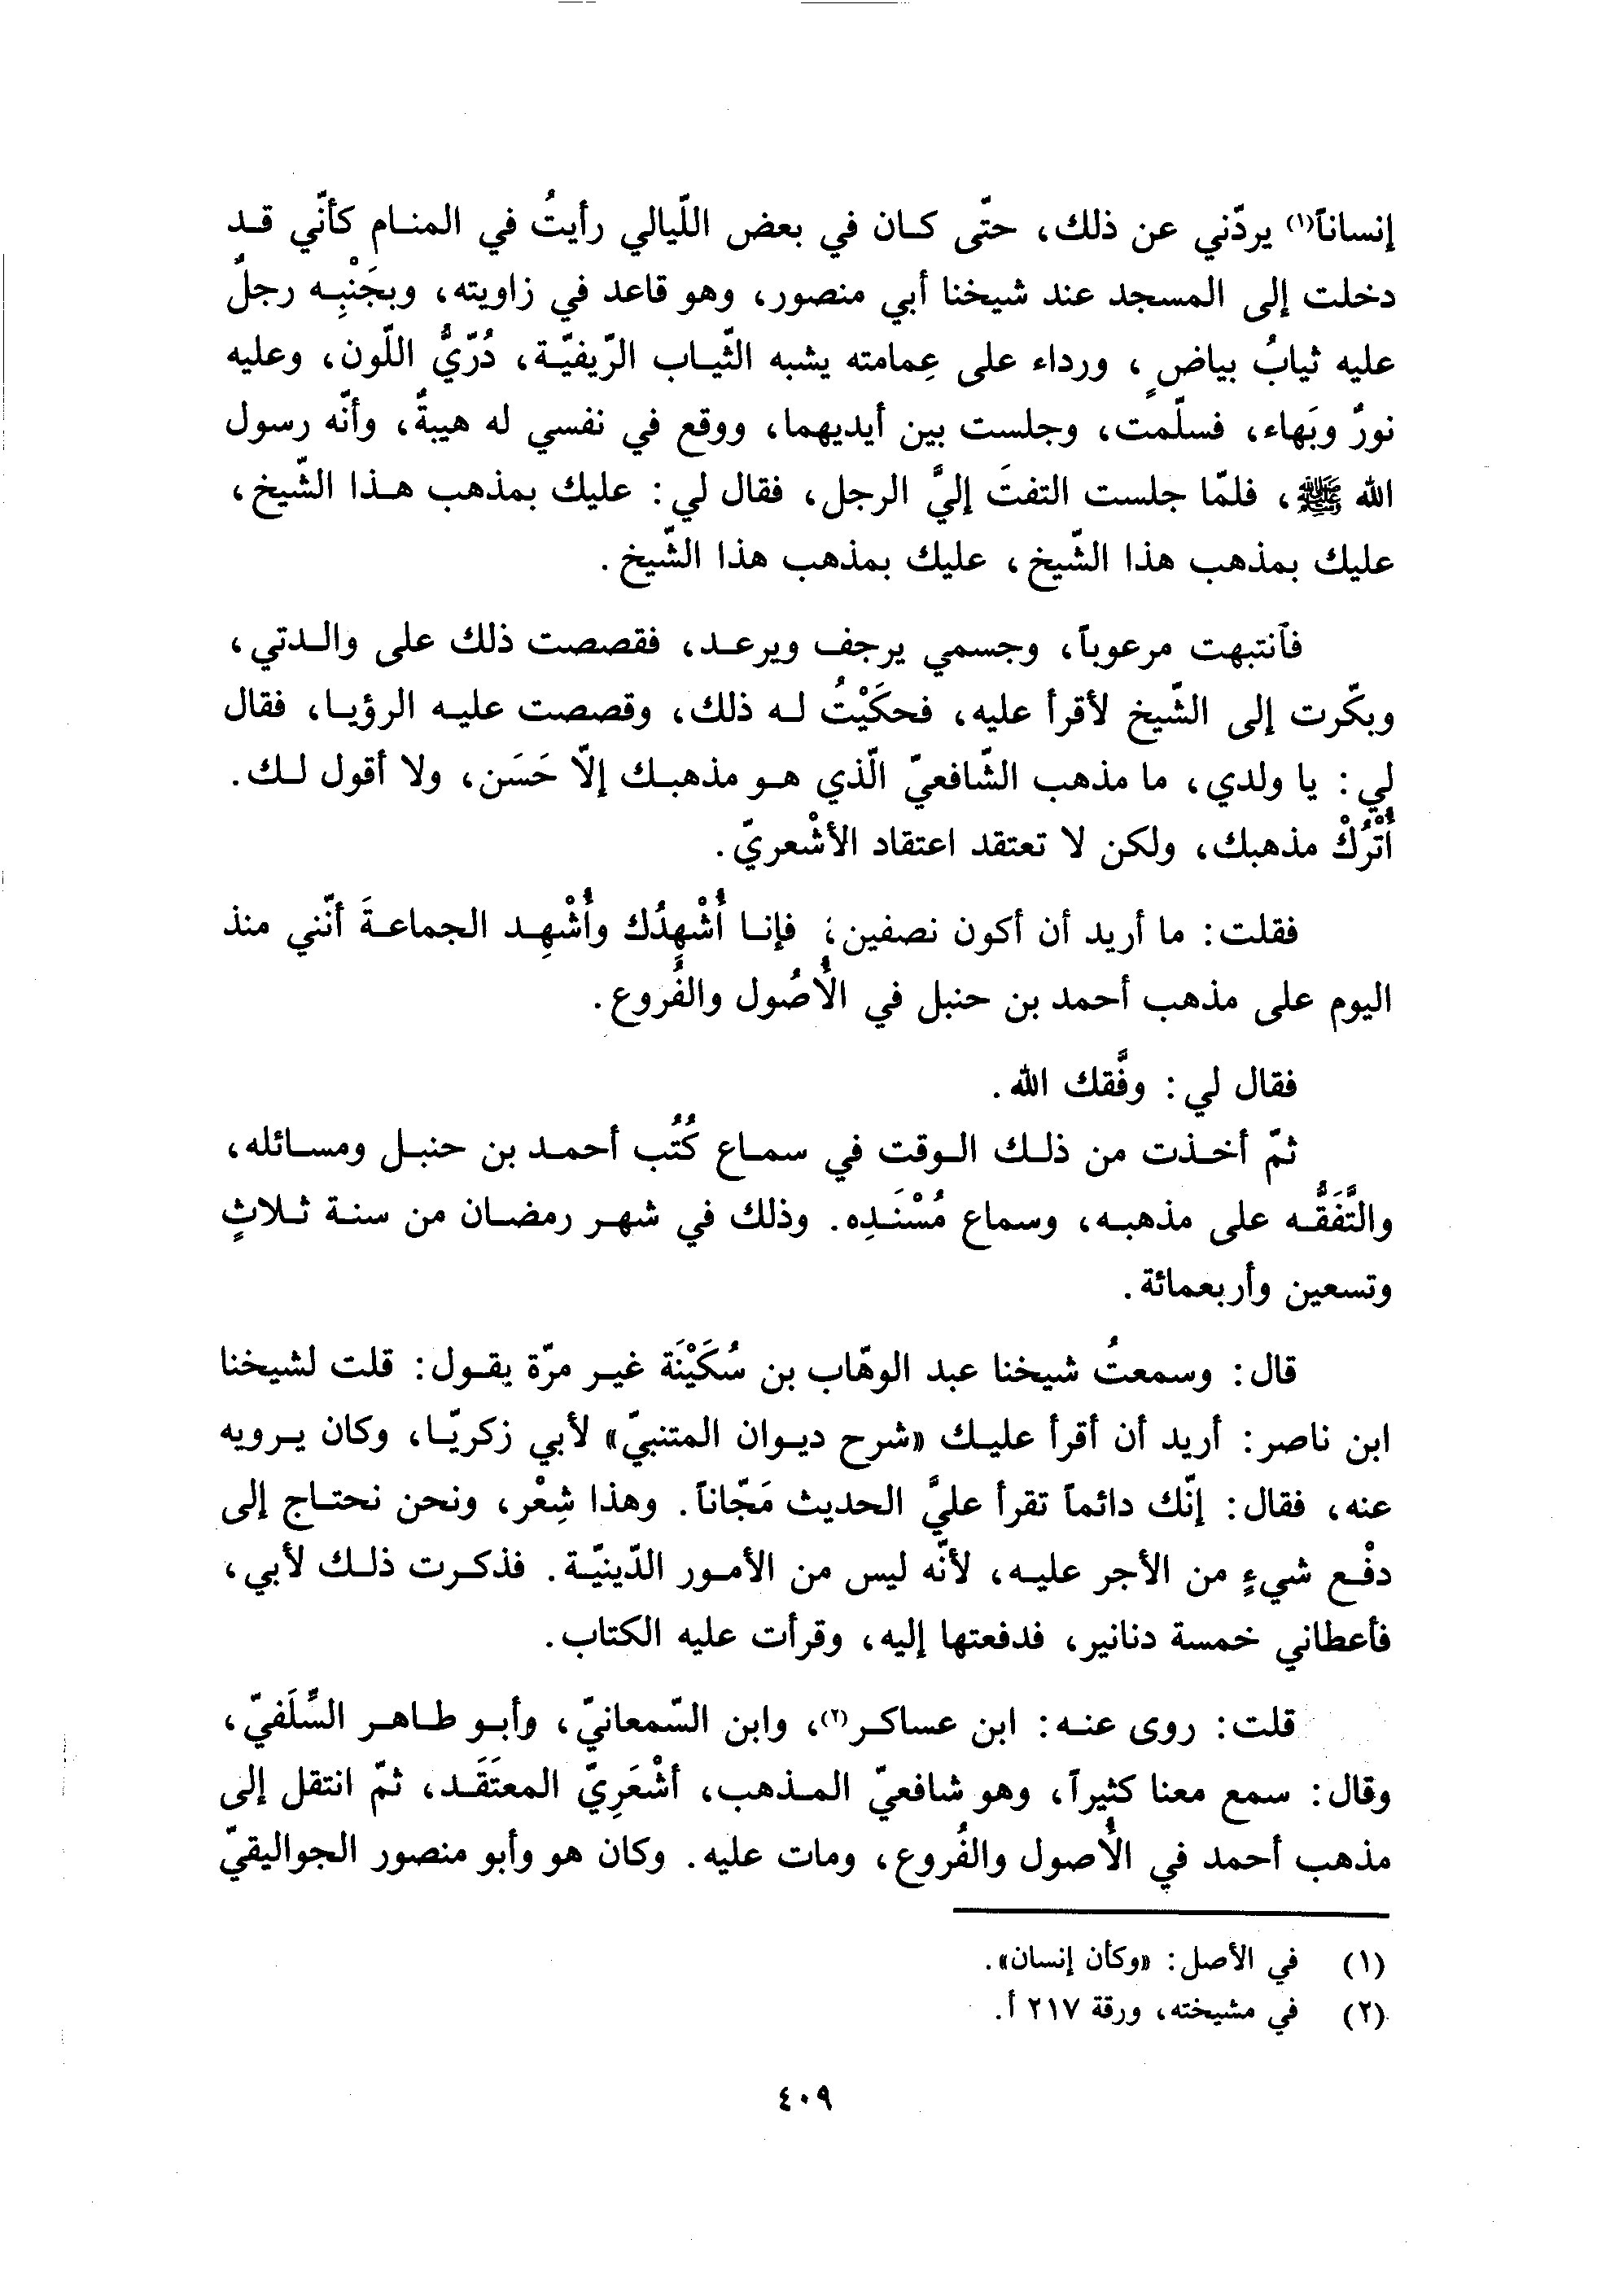 إنساناً(١) يردّني عن ذلك، حتّى كان في بعض اللّيالي رأيتُ في المنام كأنّي قد
دخلت إلى المسجد عند شيخنا أبي منصور، وهو قاعد في زاويته، وبجَنْبِه رجلٌ
عليه ثيابُ بياضٍ، ورداء على عِمامته يشبه الثّياب الرّيفيّة، دُرّيُّ اللّون، وعليه
نورٌ وبَهاء، فسلّمت، وجلست بين أيديهما، ووقع في نفسي له هيبةٌ، وأنّه رسول
الله ﷺ، فلمّا جلست التفتَ إليَّ الرجل، فقال لي: عليك بمذهب هذا الشّيخ،
عليك بمذهب هذا الشّيخ، عليك بمذهب هذا الشّيخ.
فآنتبهت مرعوباً، وجسمي يرجف ويرعد، فقصصت ذلك على والدتي،
وبكّرت إلى الشّيخ لأقرأ عليه، فحكَيْتُ له ذلك، وقصصت عليه الرؤيا، فقال
لي: يا ولدي، ما مذهب الشّافعيّ الّذي هو مذهبك إلاّ حَسَن، ولا أقول لك.
أُتْرُكْ مذهبك، ولكن لا تعتقد اعتقاد الأشْعريّ.
فقلت: ما أريد أن أكون نصفين؛ فإنا أُشْهِدُك وأُشْهِد الجماعةَ أنّني منذ
اليوم على مذهب أحمد بن حنبل في الأُصُول والفُروع.
فقال لي: وفَّقك الله.
ثمّ أخذت من ذلك الوقت في سماع كُتُب أحمد بن حنبل ومسائله،
والتَّفَقُّه على مذهبه، وسماع مُسْنَدِه. وذلك في شهر رمضان من سنة ثلاثٍ
وتسعين وأربعمائة.
قال: وسمعتُ شيخنا عبد الوهّاب بن سُكَيْنَة غير مرّة يقول: قلت لشيخنا
ابن ناصر: أريد أن أقرأ عليك «شرح ديوان المتنبيّ» لأبي زكريّا، وكان يرويه
عنه، فقال: إنّك دائماً تقرأ عليَّ الحديث مَجّاناً. وهذا شِعْر، ونحن نحتاج إلى
دفْع شيءٍ من الأجر عليه، لأنّه ليس من الأمور الدّينيّة. فذكرت ذلك لأبي،
فأعطاني خمسة دنانير، فدفعتها إليه، وقرأت عليه الكتاب.
قلت: روى عنه: ابن عساكر(٢)، وابن السّمعانيّ، وأبو طاهر السِّلَفيّ،
وقال: سمع معنا كثيراً، وهو شافعيّ المذهب، أشْعَرِيّ المعتَقَد، ثمّ انتقل إلى
مذهب أحمد في الأُصول والفُروع، ومات عليه. وكان هو وأبو منصور الجواليقيّ
(١) في الأصل: «وكأن إنسان».
(٢) في مشيخته، ورقة ٢١٧ أ.
٤٠٩